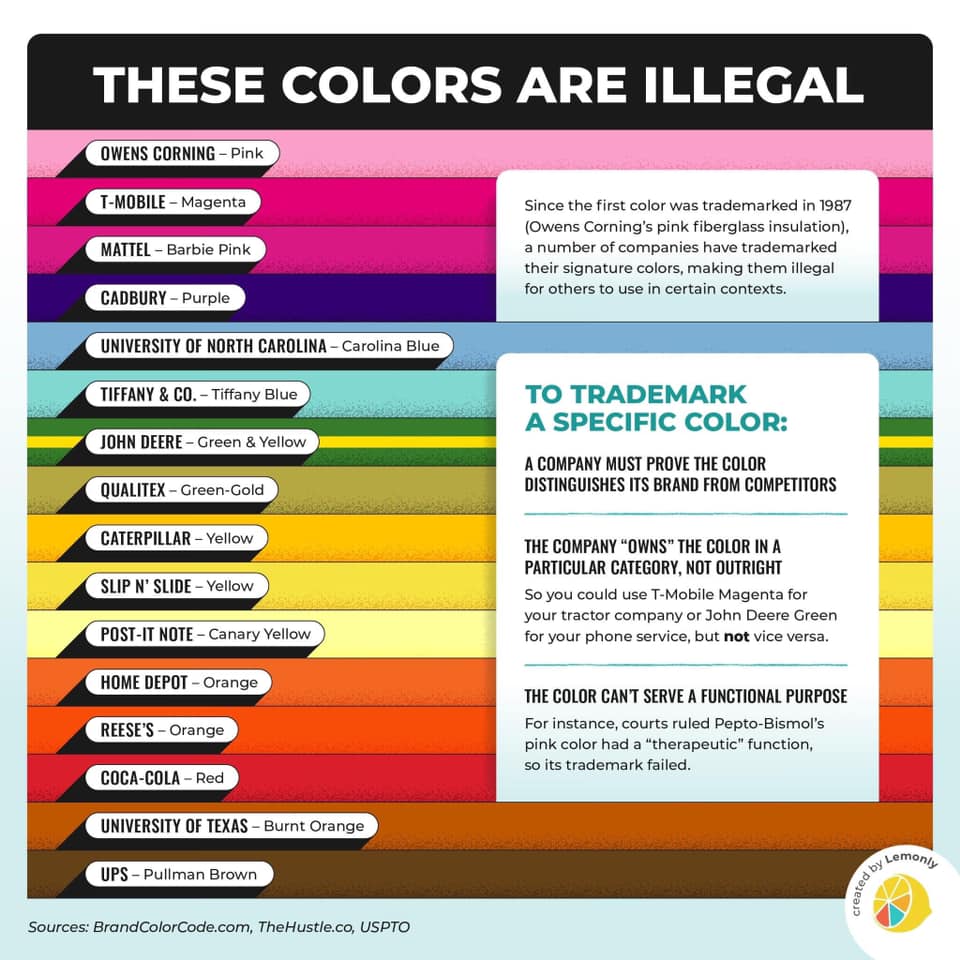 THESE COLORS ARE ILLEGAL
OWENS CORNING – Pink
T-MOBILE – Magenta
MATTEL – Barbie Pink
CADBURY – Purple
UNIVERSITY OF NORTH CAROLINA – Carolina Blue
TIFFANY & CO. – Tiffany Blue
JOHN DEERE – Green & Yellow
QUALITEX – Green-Gold
CATERPILLAR – Yellow
SLIP N’ SLIDE – Yellow
POST-IT NOTE – Canary Yellow
HOME DEPOT – Orange
REESE’S – Orange
COCA-COLA – Red
UNIVERSITY OF TEXAS – Burnt Orange
UPS – Pullman Brown
Since the first color was trademarked in 1987
(Owens Corning’s pink fiberglass insulation),
a number of companies have trademarked
their signature colors, making them illegal
for others to use in certain contexts.
TO TRADEMARK
A SPECIFIC COLOR:
A COMPANY MUST PROVE THE COLOR
DISTINGUISHES ITS BRAND FROM COMPETITORS
THE COMPANY “OWNS” THE COLOR IN A
PARTICULAR CATEGORY, NOT OUTRIGHT
So you could use T-Mobile Magenta for
your tractor company or John Deere Green
for your phone service, but not vice versa.
THE COLOR CAN’T SERVE A FUNCTIONAL PURPOSE
For instance, courts ruled Pepto-Bismol’s
pink color had a “therapeutic” function,
so its trademark failed.
created by Lemonly
Sources: BrandColorCode.com, TheHustle.co, USPTO